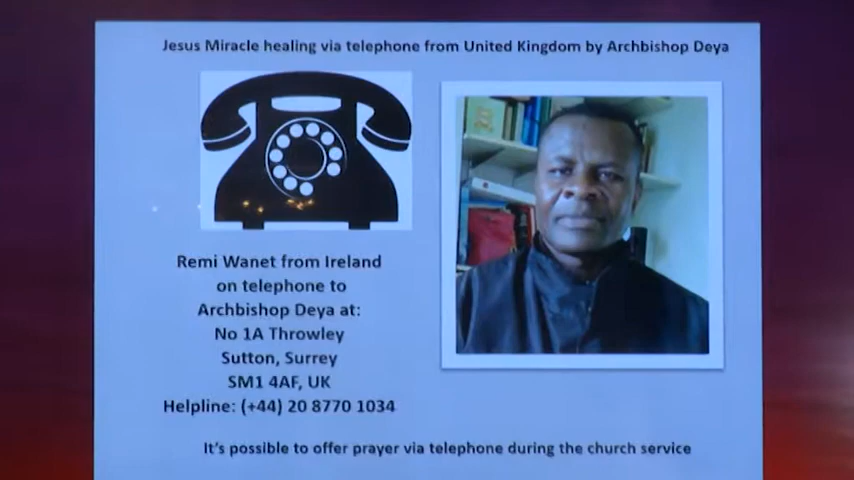 Jesus Miracle healing via telephone from United Kingdom by Archbishop Deya
Remi Wanet from Ireland
on telephone to
Archbishop Deya at:
No 1A Throwley
Sutton, Surrey
SM1 4AF, UK
Helpline: (+44) 20 8770 1034
It's possible to offer prayer via telephone during the church service